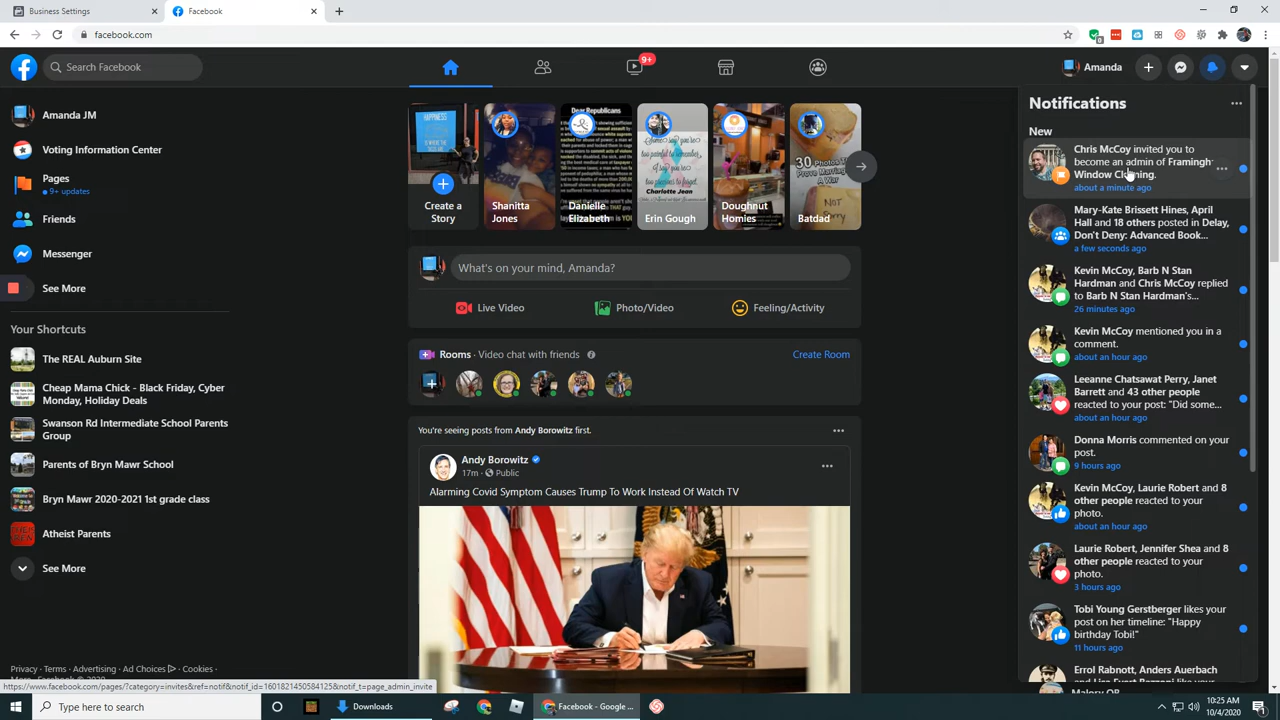 Business Settings
Facebook
facebook.com
Search Facebook
9+
Amanda
Amanda JM
Voting Information Center
Pages
9+ updates
Friends
Messenger
See More
Your Shortcuts
The REAL Auburn Site
Cheap Mama Chick - Black Friday, Cyber
Monday, Holiday Deals
Swanson Rd Intermediate School Parents
Group
Parents of Bryn Mawr School
Bryn Mawr 2020-2021 1st grade class
Atheist Parents
See More
Privacy · Terms · Advertising · Ad Choices · Cookies ·
https://www.facebook.com/pages/?category=invites&ref=notif&notif_id=1601821450584125&notif_t=page_admin_invite
Create a
Story
Shanitta
Jones
Dear Republicans
Danielle
Elizabeth
Charlotte Jean
Erin Gough
Doughnut
Homies
30 Photos
Prove Marri
A Wi
NOT
Batdad
What's on your mind, Amanda?
Live Video
Photo/Video
Feeling/Activity
Rooms · Video chat with friends
Create Room
You're seeing posts from Andy Borowitz first.
Andy Borowitz
17m · Public
Alarming Covid Symptom Causes Trump To Work Instead Of Watch TV
Notifications
New
Chris McCoy invited you to
become an admin of Framingh
Window Cleaning.
about a minute ago
Mary-Kate Brissett Hines, April
Hall and 18 others posted in Delay,
Don't Deny: Advanced Book...
a few seconds ago
Kevin McCoy, Barb N Stan
Hardman and Chris McCoy replied
to Barb N Stan Hardman's...
26 minutes ago
Kevin McCoy mentioned you in a
comment.
about an hour ago
Leeanne Chatsawat Perry, Janet
Barrett and 43 other people
reacted to your post: "Did some...
about an hour ago
Donna Morris commented on your
post.
9 hours ago
Kevin McCoy, Laurie Robert and 8
other people reacted to your
photo.
about an hour ago
Laurie Robert, Jennifer Shea and 8
other people reacted to your
photo.
3 hours ago
Tobi Young Gerstberger likes your
post on her timeline: "Happy
birthday Tobi!"
11 hours ago
Errol Rabnott, Anders Auerbach
Type here to search
Downloads
Facebook - Google ...
10:25 AM
10/4/2020